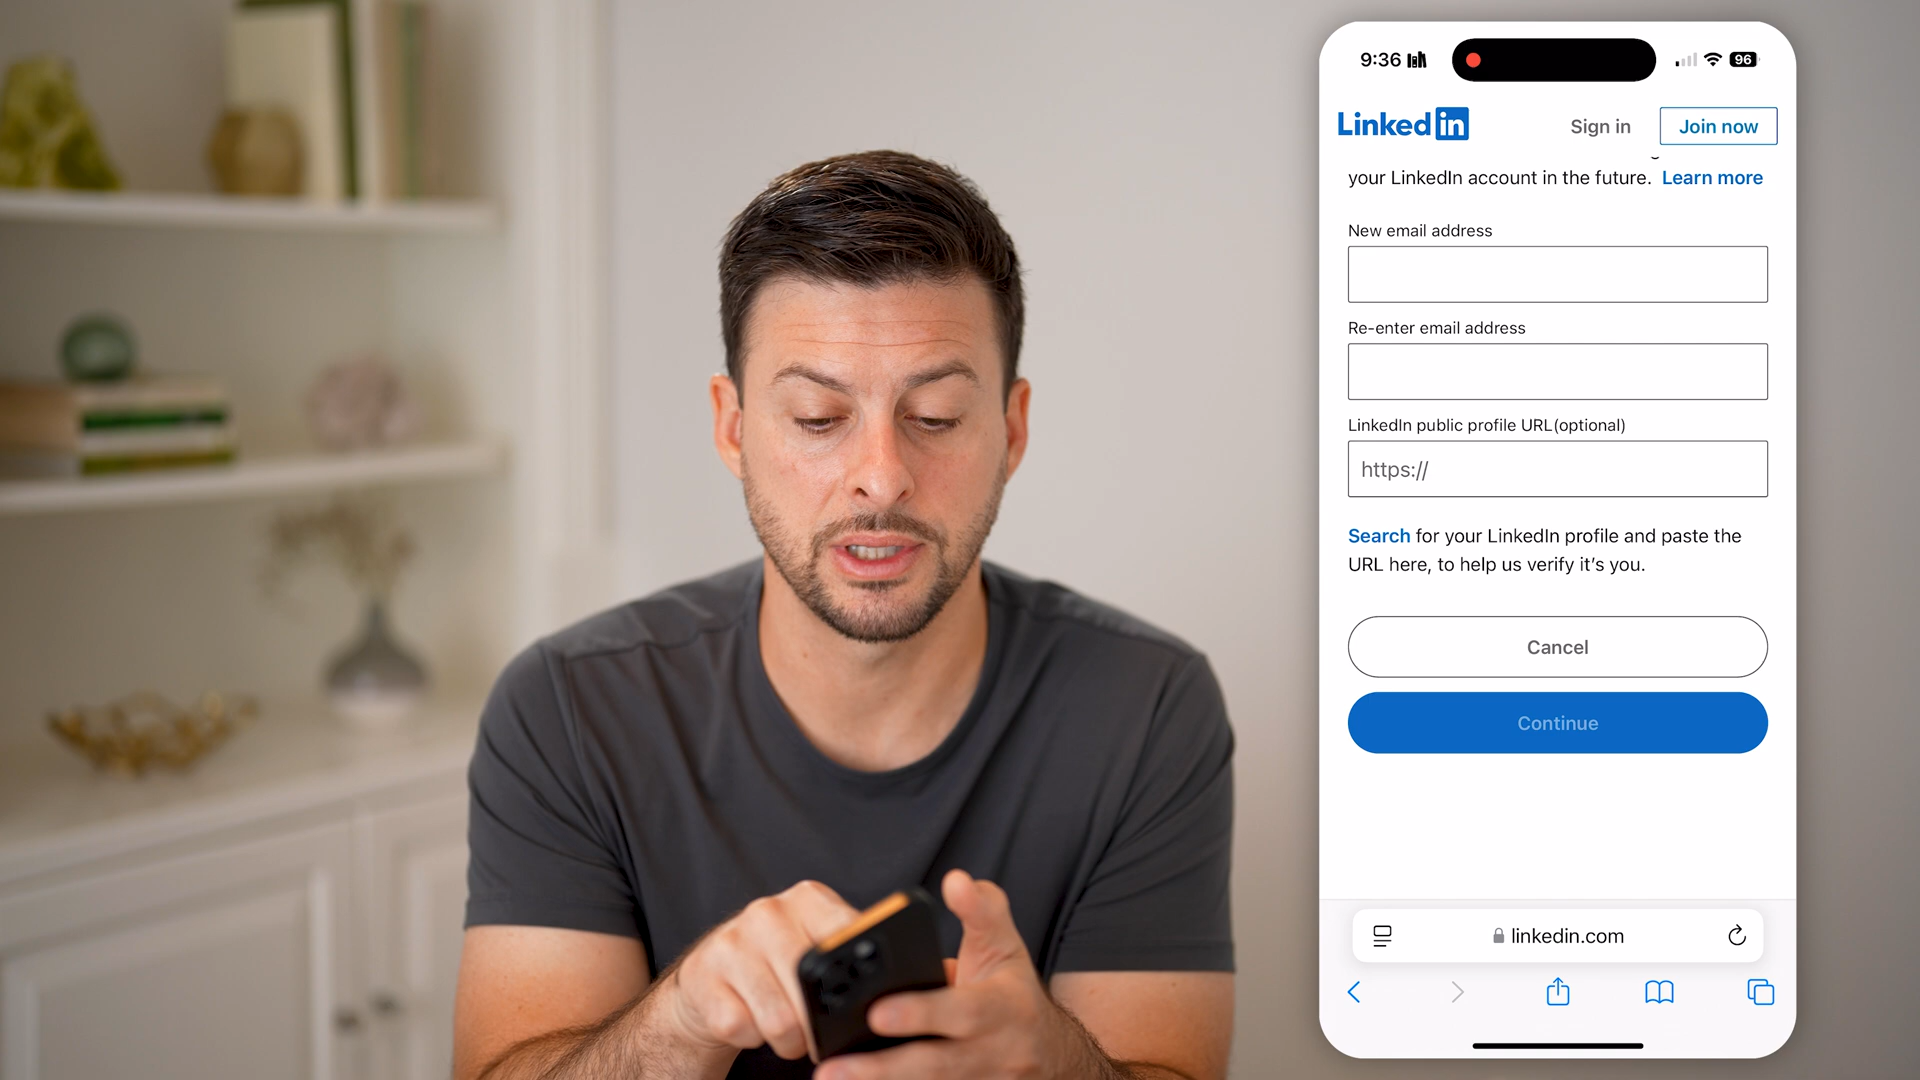 9:36
96
Linked in
Sign in
Join now
your LinkedIn account in the future. Learn more
New email address
Re-enter email address
LinkedIn public profile URL(optional)
https://
Search for your LinkedIn profile and paste the
URL here, to help us verify it’s you.
Cancel
Continue
linkedin.com